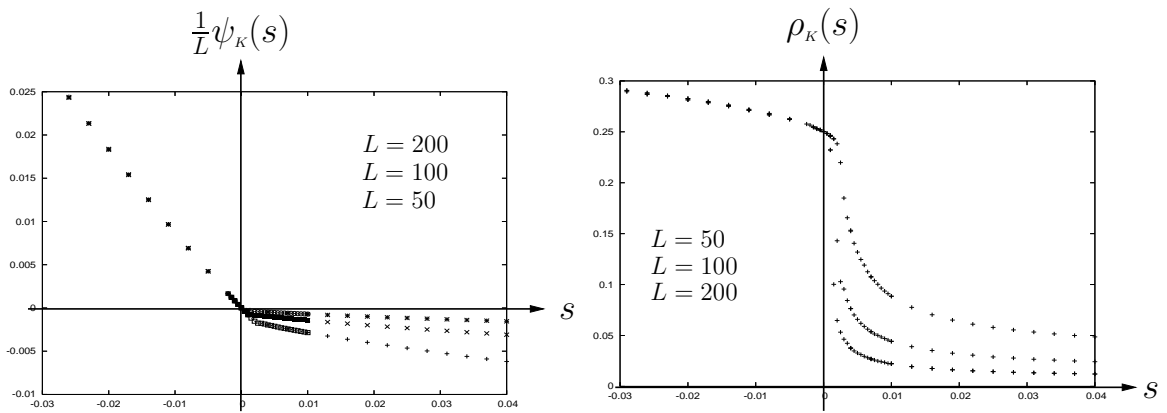 1/L ψ_K(s)
0.025
0.02
0.015
0.01
0.005
0
-0.005
-0.01
-0.03 -0.02 -0.01 0 0.01 0.02 0.03 0.04
L = 200
L = 100
L = 50
s
ρ_K(s)
0.3
0.25
0.2
0.15
0.1
0.05
0
-0.03 -0.02 -0.01 0 0.01 0.02 0.03 0.04
L = 50
L = 100
L = 200
s